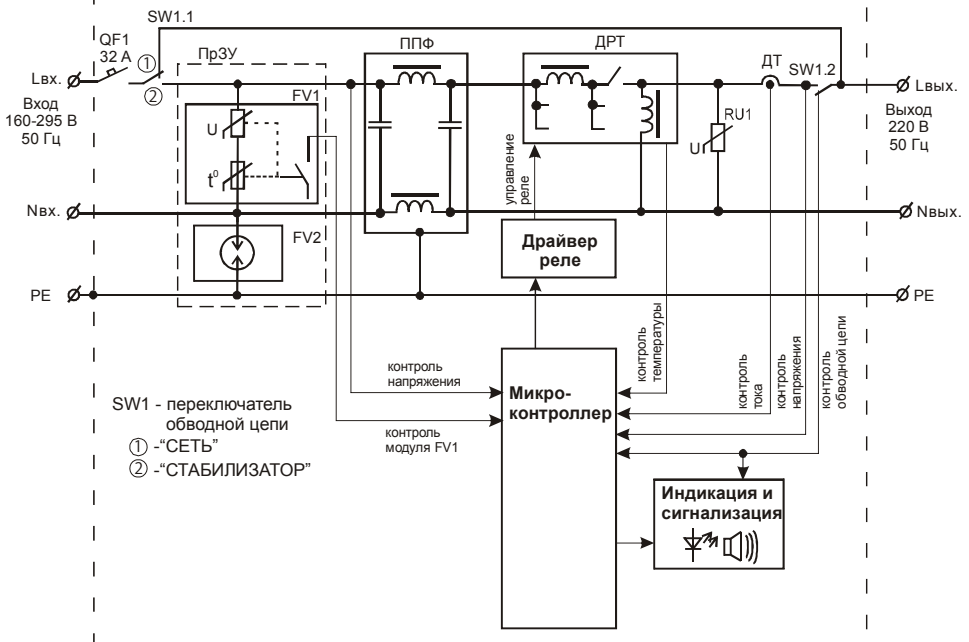 SW1.1
QF1
32 А
①
②
ПрЗУ
ППФ
ДРТ
ДТ
SW1.2
Lвх.
Lвых.
Вход
160-295 В
50 Гц
Выход
220 В
50 Гц
FV1
U
t⁰
RU1
U
управление
реле
Nвх.
Nвых.
FV2
Драйвер
реле
PE
PE
контроль
температуры
контроль
тока
контроль
напряжения
контроль
обводной цепи
контроль
напряжения
Микро-
контроллер
контроль
модуля FV1
SW1 - переключатель
обводной цепи
① -“СЕТЬ”
② -“СТАБИЛИЗАТОР”
Индикация и
сигнализация